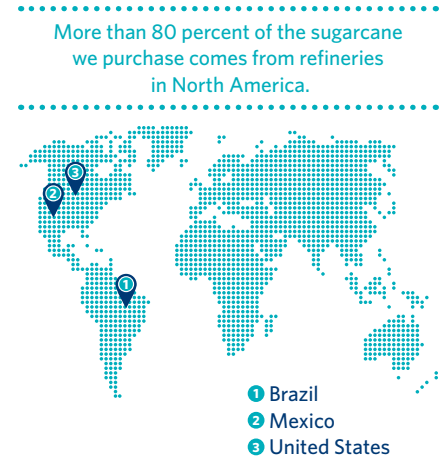 More than 80 percent of the sugarcane
we purchase comes from refineries
in North America.
3
2
1
1 Brazil
2 Mexico
3 United States